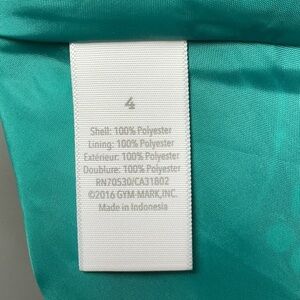 4
Shell: 100% Polyester
Lining: 100% Polyester
Extérieur: 100% Polyester
Doublure: 100% Polyester
RN70530/CA31802
©2016 GYM-MARK,INC.
Made in Indonesia